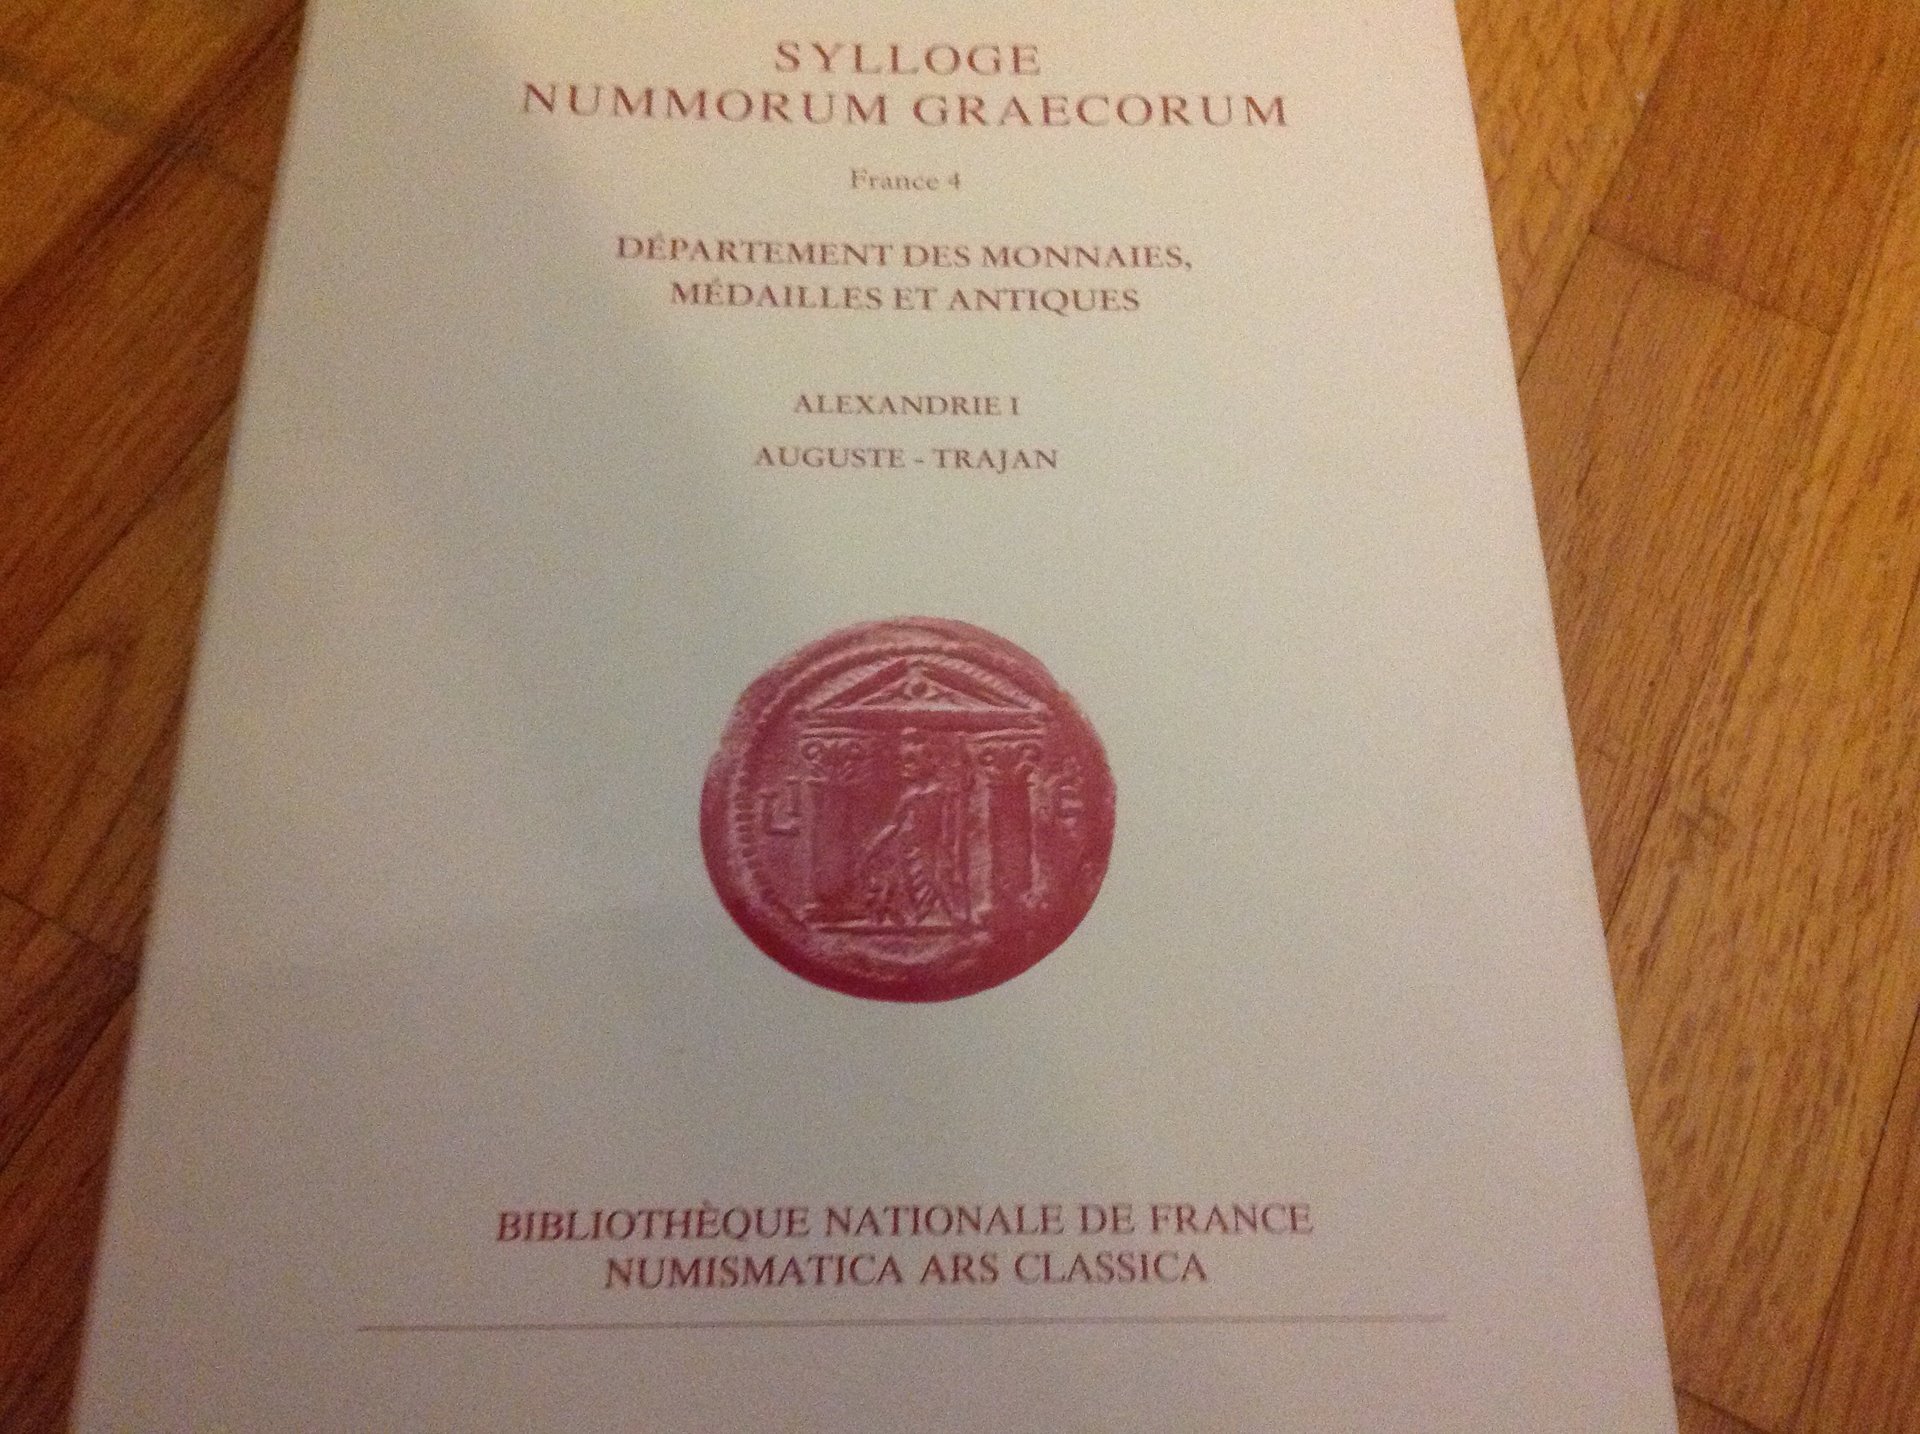 SYLLOGE
NUMMORUM GRAECORUM
France 4
DÉPARTEMENT DES MONNAIES,
MÉDAILLES ET ANTIQUES
ALEXANDRIE I
AUGUSTE - TRAJAN
BIBLIOTHÈQUE NATIONALE DE FRANCE
NUMISMATICA ARS CLASSICA